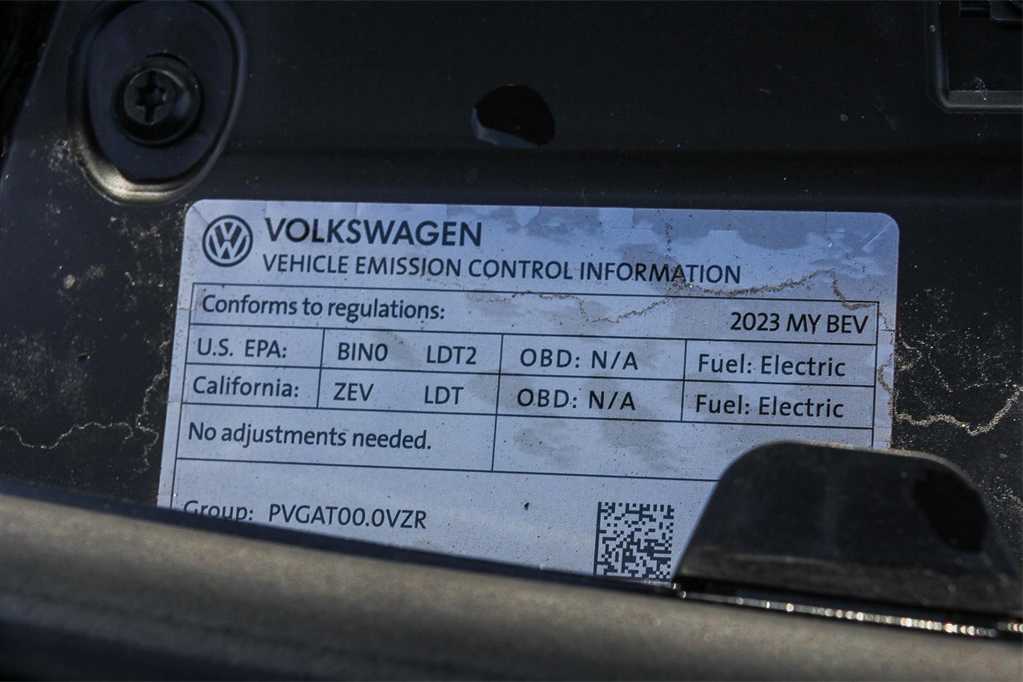 VOLKSWAGEN
VEHICLE EMISSION CONTROL INFORMATION
Conforms to regulations: 2023 MY BEV
U.S. EPA: BIN0 LDT2 OBD: N/A Fuel: Electric
California: ZEV LDT OBD: N/A Fuel: Electric
No adjustments needed.
Group: PVGAT00.0VZR